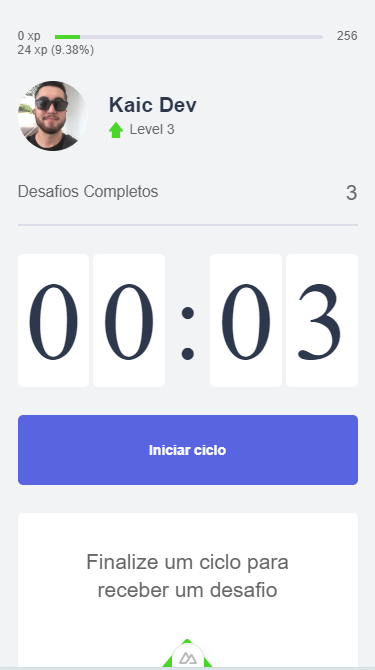 0 xp 256
24 xp (9.38%)
Kaic Dev
Level 3
Desafios Completos 3
00:03
Iniciar ciclo
Finalize um ciclo para
receber um desafio